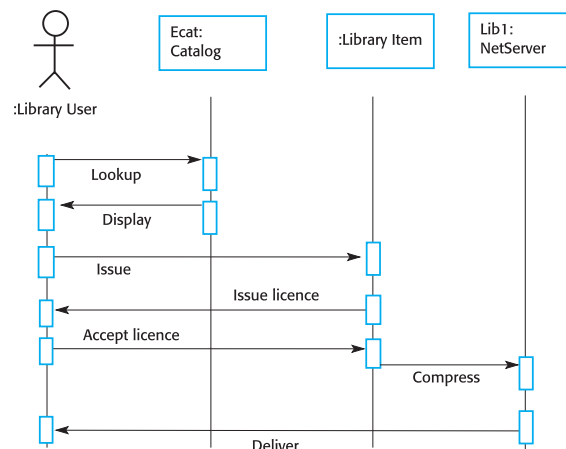 Ecat:
Catalog
:Library Item
Lib1:
NetServer
:Library User
Lookup
Display
Issue
Issue licence
Accept licence
Compress
Deliver